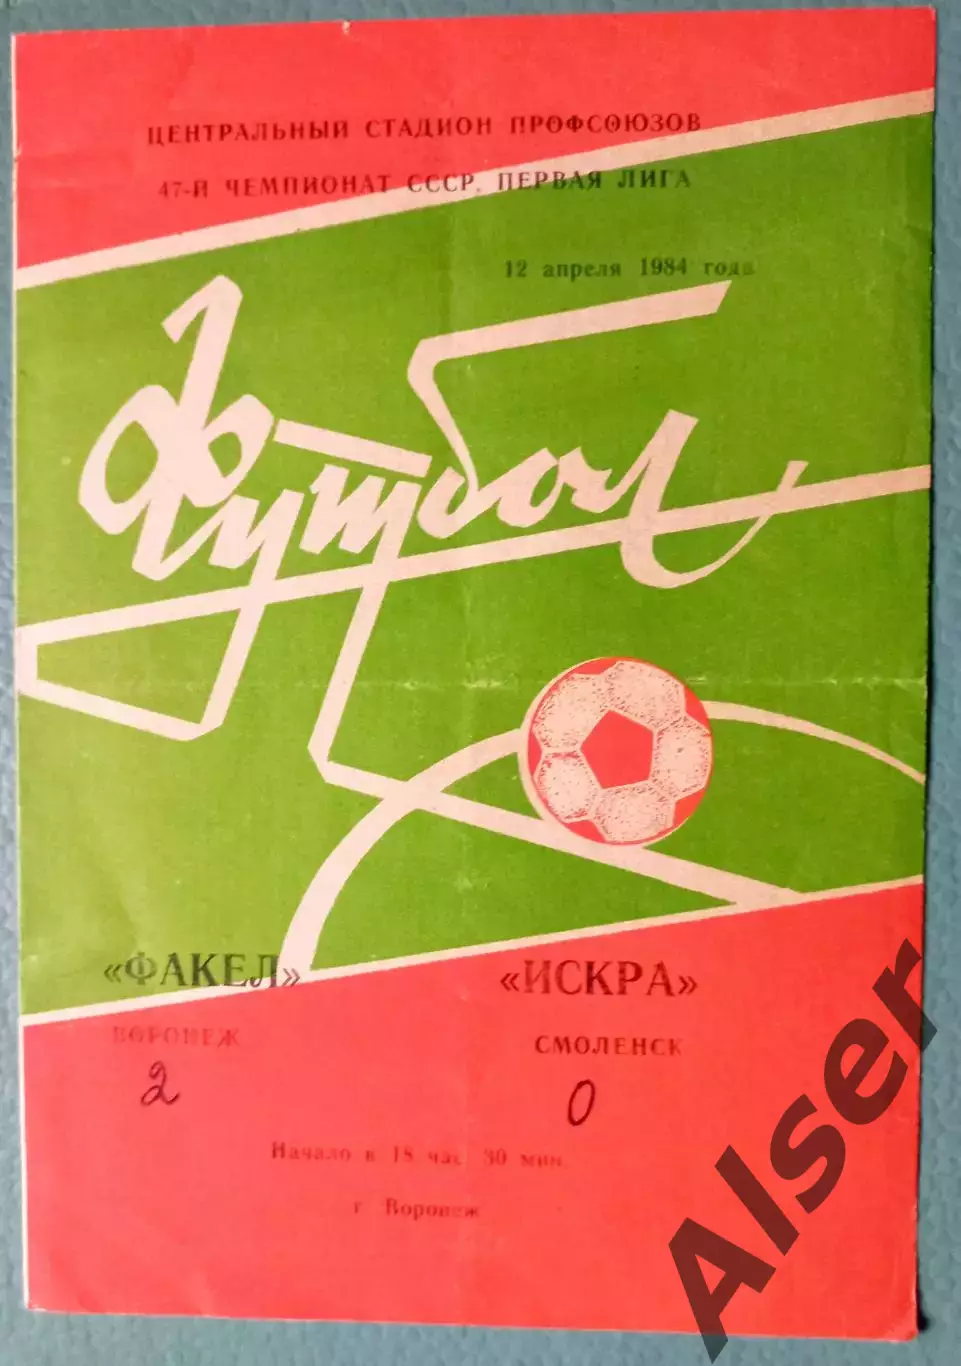 ЦЕНТРАЛЬНЫЙ СТАДИОН ПРОФСОЮЗОВ
47-Й ЧЕМПИОНАТ СССР. ПЕРВАЯ ЛИГА
12 апреля 1984 года
Футбол
«ФАКЕЛ» «ИСКРА»
ВОРОНЕЖ СМОЛЕНСК
2 0
Начало в 18 час. 30 мин.
г. Воронеж
Alser